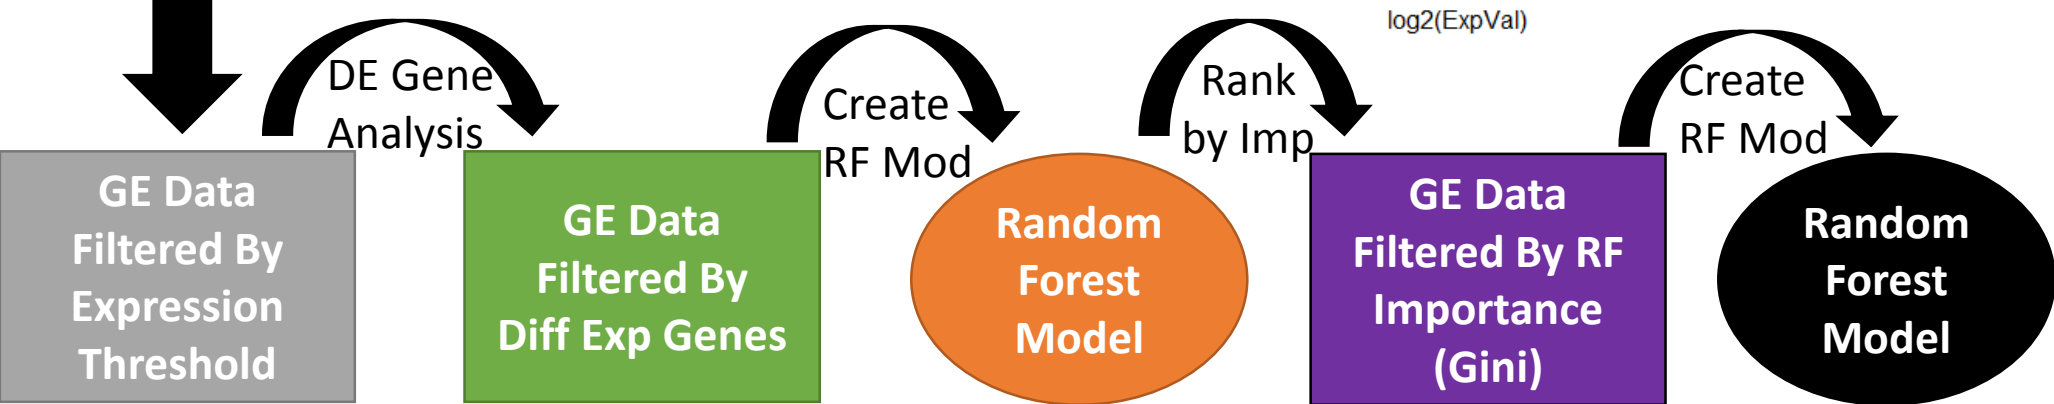 log2(ExpVal)
DE Gene
Analysis
Create
RF Mod
Rank
by Imp
Create
RF Mod
GE Data
Filtered By
Expression
Threshold
GE Data
Filtered By
Diff Exp Genes
Random
Forest
Model
GE Data
Filtered By RF
Importance
(Gini)
Random
Forest
Model